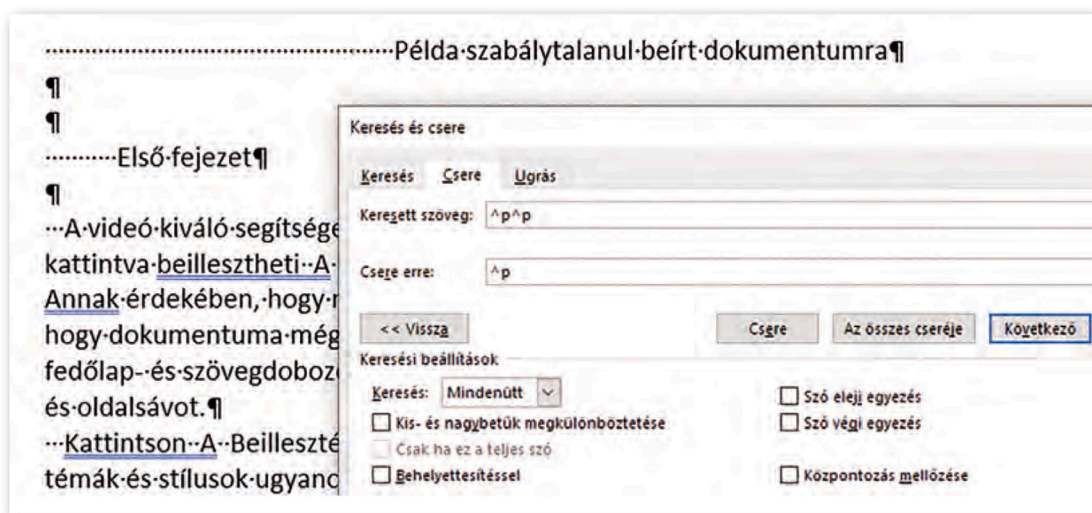 Példa·szabálytalanul·beírt·dokumentumra¶
¶
¶
Első·fejezet¶
¶
A·videó·kiváló·segítsége
kattintva·beillesztheti··A·
Annak·érdekében,·hogy·
hogy·dokumentuma·még
fedőlap-·és·szövegdoboz
és·oldalsávot.¶
Kattintson··A··Beilleszté
témák·és·stílusok·ugyano
Keresés és csere
Keresés Csere Ugrás
Keresett szöveg: ^p^p
Csere erre: ^p
<< Vissza Csere Az összes cseréje Következő
Keresési beállítások
Keresés: Mindenütt
Szó eleji egyezés
Kis- és nagybetűk megkülönböztetése
Szó végi egyezés
Csak ha ez a teljes szó
Behelyettesítéssel
Központozás mellőzése